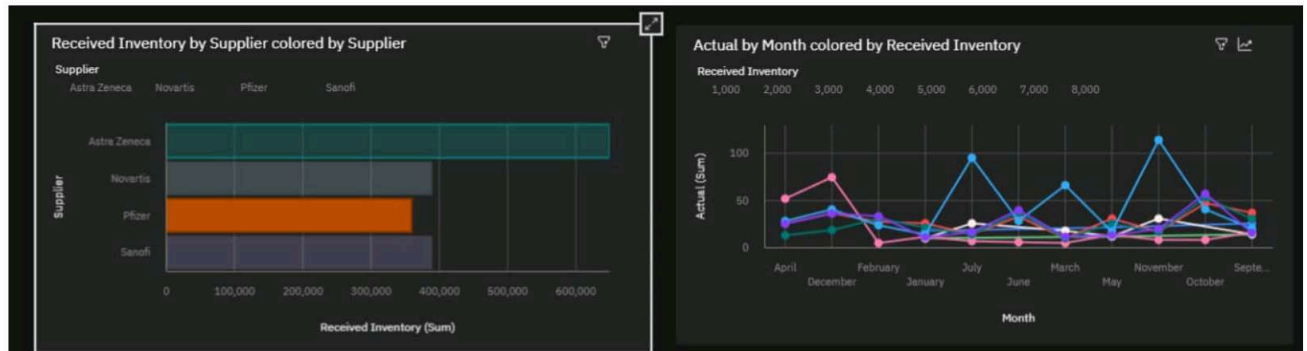 Received Inventory by Supplier colored by Supplier
Supplier
Astra Zeneca Novartis Pfizer Sanofi
Supplier
Astra Zeneca
Novartis
Pfizer
Sanofi
0 100,000 200,000 300,000 400,000 500,000 600,000
Received Inventory (Sum)
Actual by Month colored by Received Inventory
Received Inventory
1,000 2,000 3,000 4,000 5,000 6,000 7,000 8,000
Actual (Sum)
100
50
0
April February July March November Septe...
December January June May October
Month